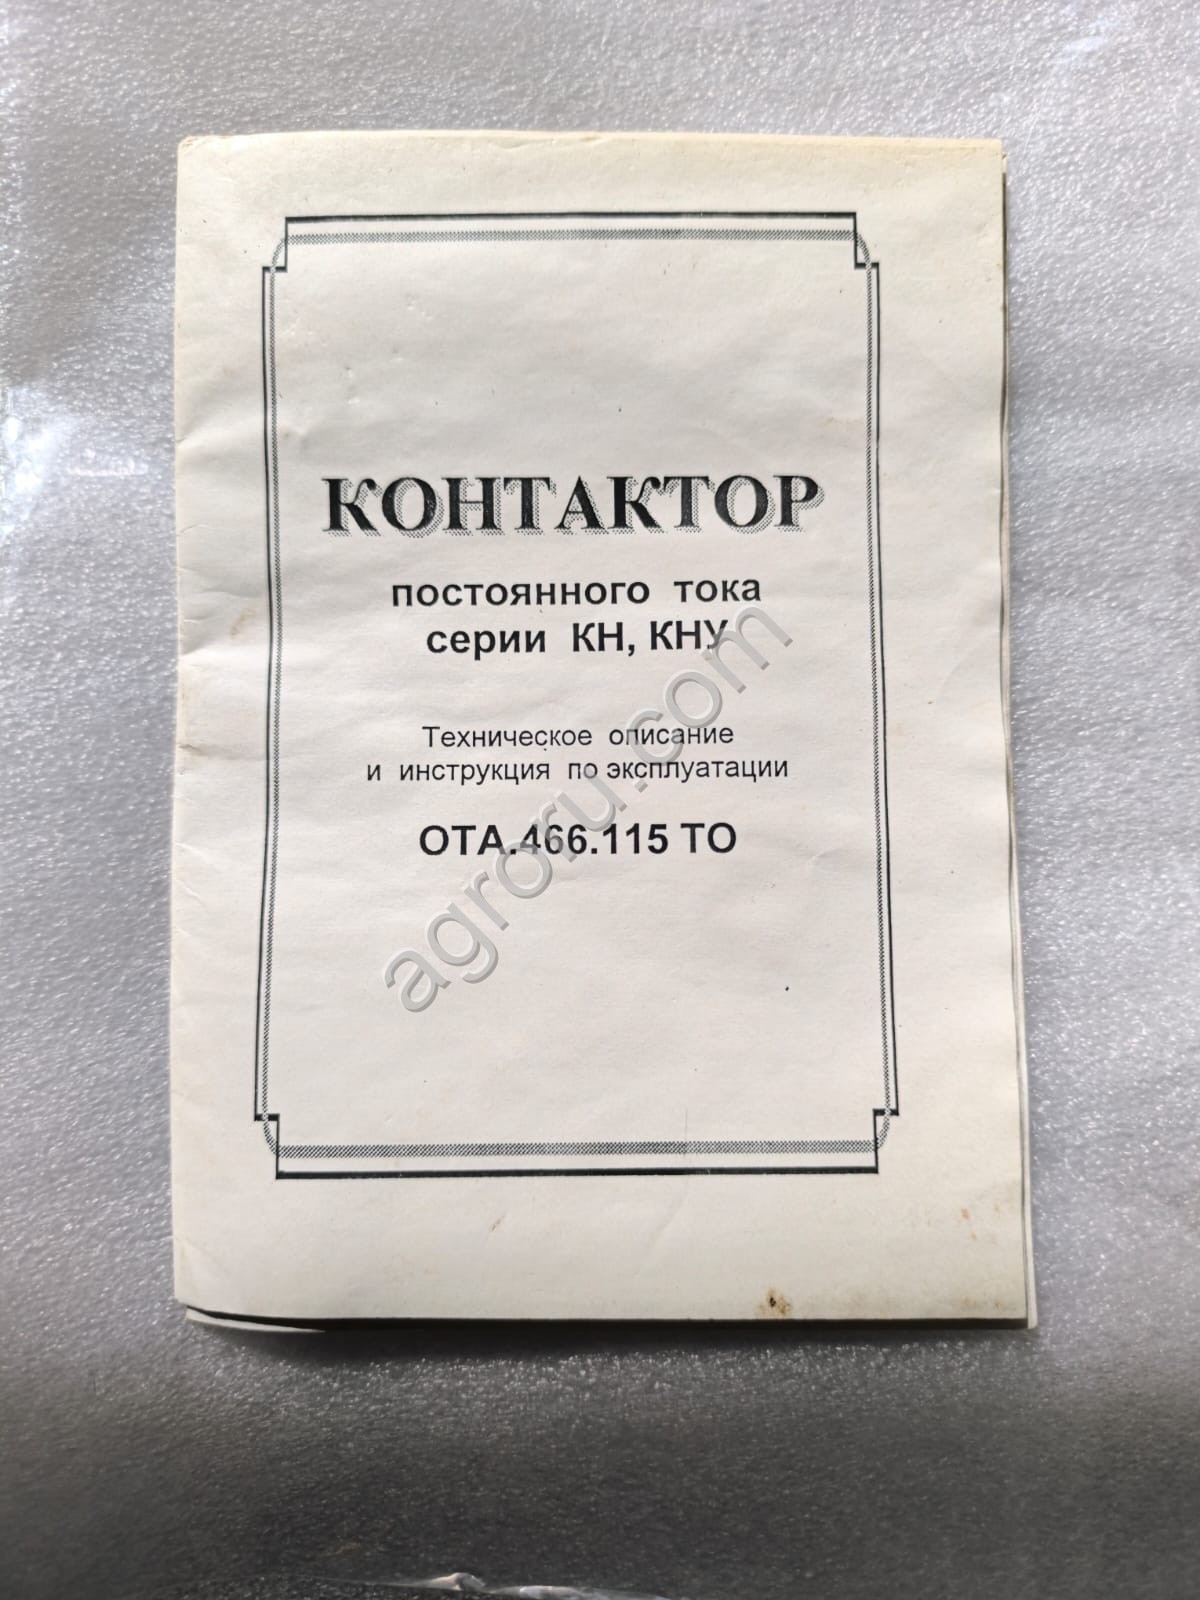 КОНТАКТОР
постоянного тока
серии КН, КНУ
Техническое описание
и инструкция по эксплуатации
ОТА.466.115 ТО
agroru.com